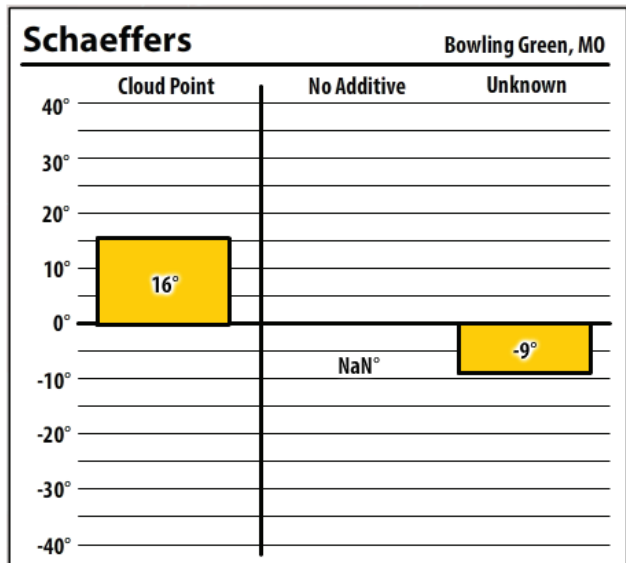 Schaeffers
Bowling Green, MO
Cloud Point
No Additive
Unknown
40°
30°
20°
10°
16°
0°
-9°
NaN°
-10°
-20°
-30°
-40°